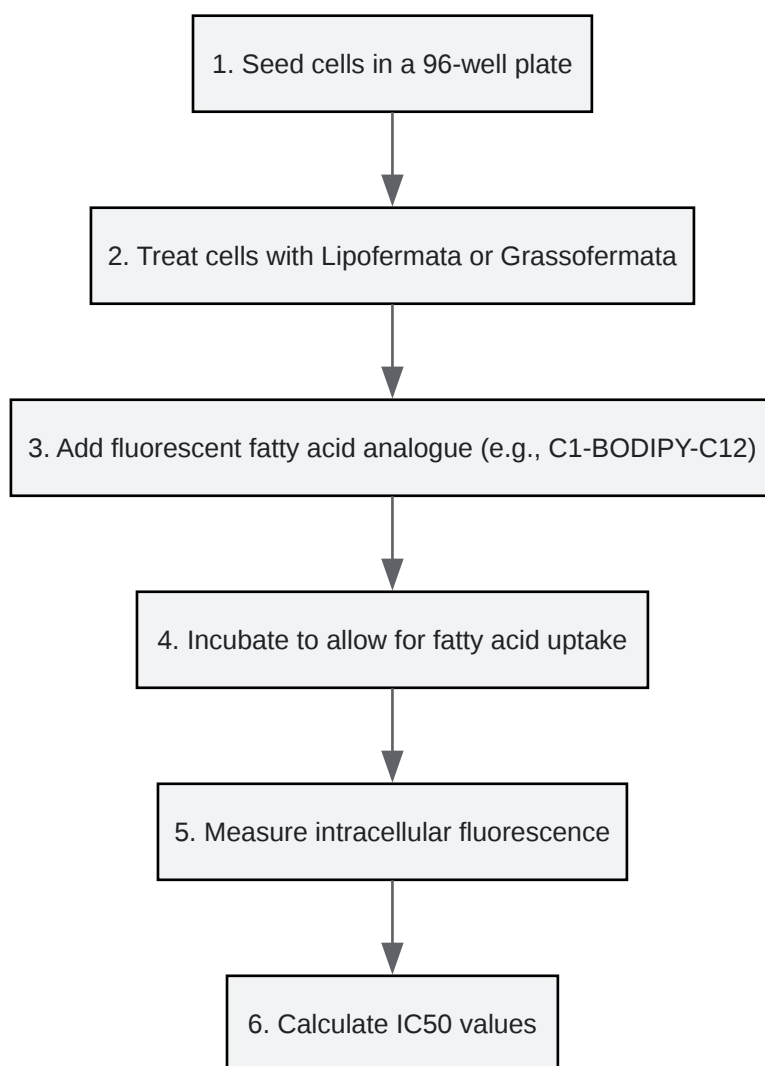 1. Seed cells in a 96-well plate
2. Treat cells with Lipofermata or Grassofermata
3. Add fluorescent fatty acid analogue (e.g., C1-BODIPY-C12)
4. Incubate to allow for fatty acid uptake
5. Measure intracellular fluorescence
6. Calculate IC50 values